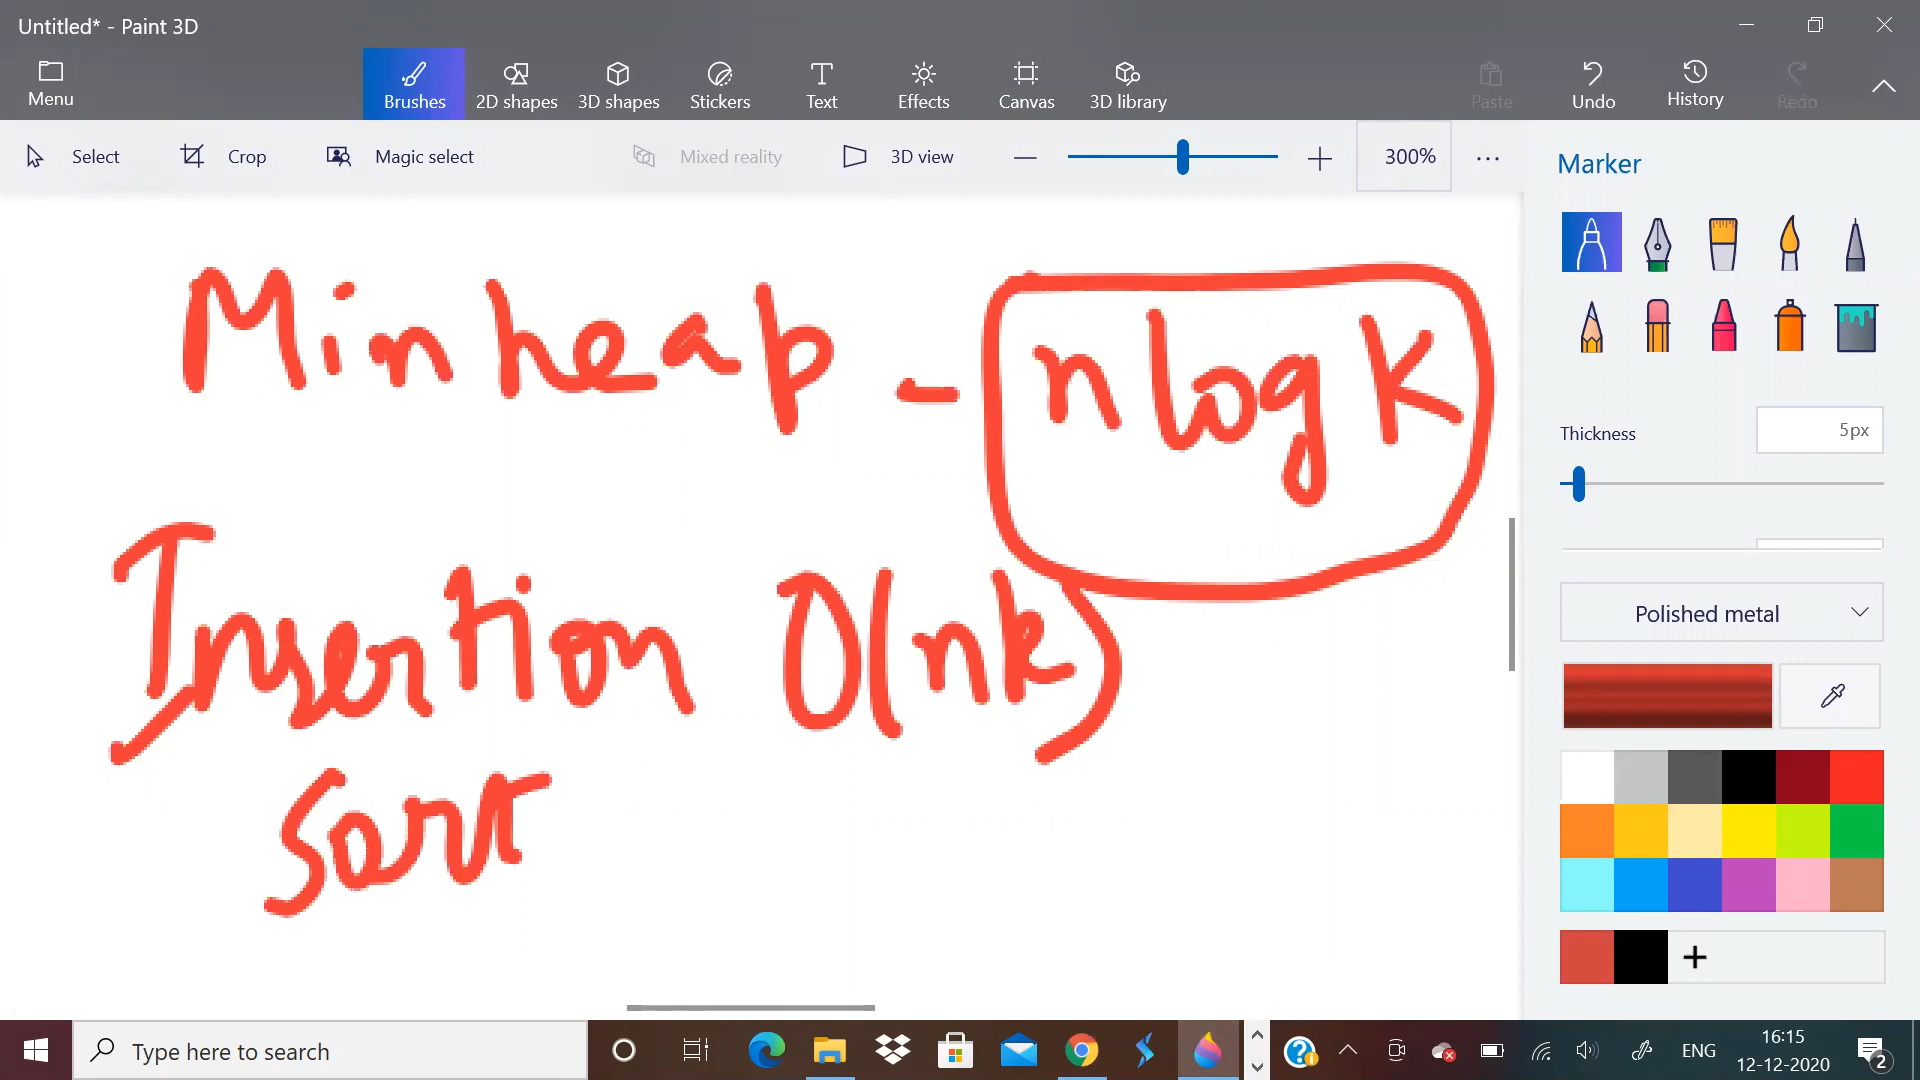 Untitled* - Paint 3D
Menu
Brushes
2D shapes
3D shapes
Stickers
Text
Effects
Canvas
3D library
Paste
Undo
History
Redo
Select
Crop
Magic select
Mixed reality
3D view
300%
Marker
Minheap - n log k
Insertion O(nk)
Sort
Thickness
5px
Polished metal
Type here to search
ENG
16:15
12-12-2020
2